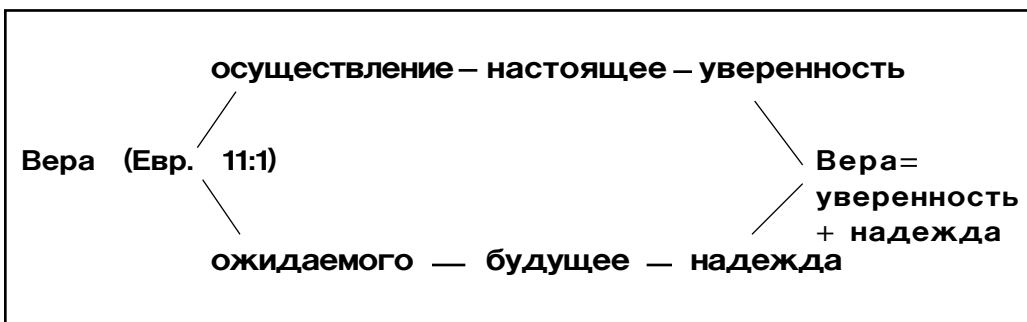 осуществление – настоящее – уверенность
Вера (Евр. 11:1)
Вера=
уверенность
+ надежда
ожидаемого — будущее — надежда